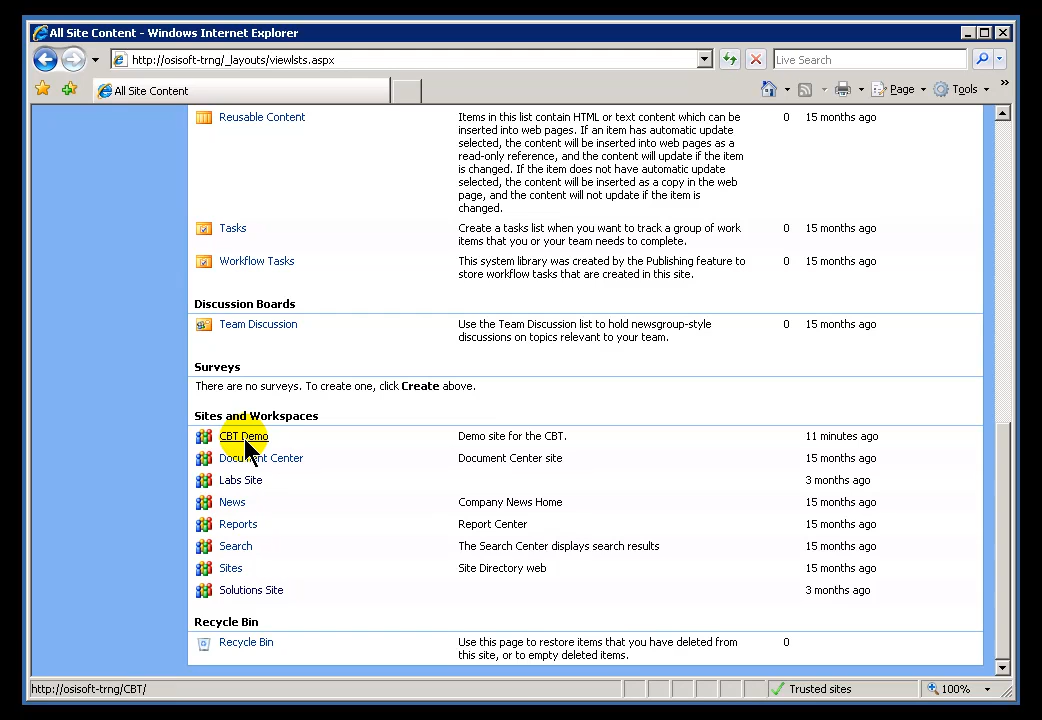 All Site Content - Windows Internet Explorer
http://osisoft-trng/_layouts/viewlsts.aspx
Live Search
All Site Content
Page
Tools
Reusable Content
Items in this list contain HTML or text content which can be
inserted into web pages. If an item has automatic update
selected, the content will be inserted into web pages as a
read-only reference, and the content will update if the item
is changed. If the item does not have automatic update
selected, the content will be inserted as a copy in the web
page, and the content will not update if the item is
changed.
0
15 months ago
Tasks
Create a tasks list when you want to track a group of work
items that you or your team needs to complete.
0
15 months ago
Workflow Tasks
This system library was created by the Publishing feature to
store workflow tasks that are created in this site.
0
15 months ago
Discussion Boards
Team Discussion
Use the Team Discussion list to hold newsgroup-style
discussions on topics relevant to your team.
0
15 months ago
Surveys
There are no surveys. To create one, click Create above.
Sites and Workspaces
CBT Demo
Demo site for the CBT.
11 minutes ago
Document Center
Document Center site
15 months ago
Labs Site
3 months ago
News
Company News Home
15 months ago
Reports
Report Center
15 months ago
Search
The Search Center displays search results
15 months ago
Sites
Site Directory web
15 months ago
Solutions Site
3 months ago
Recycle Bin
Recycle Bin
Use this page to restore items that you have deleted from
this site, or to empty deleted items.
0
http://osisoft-trng/CBT/
Trusted sites
100%